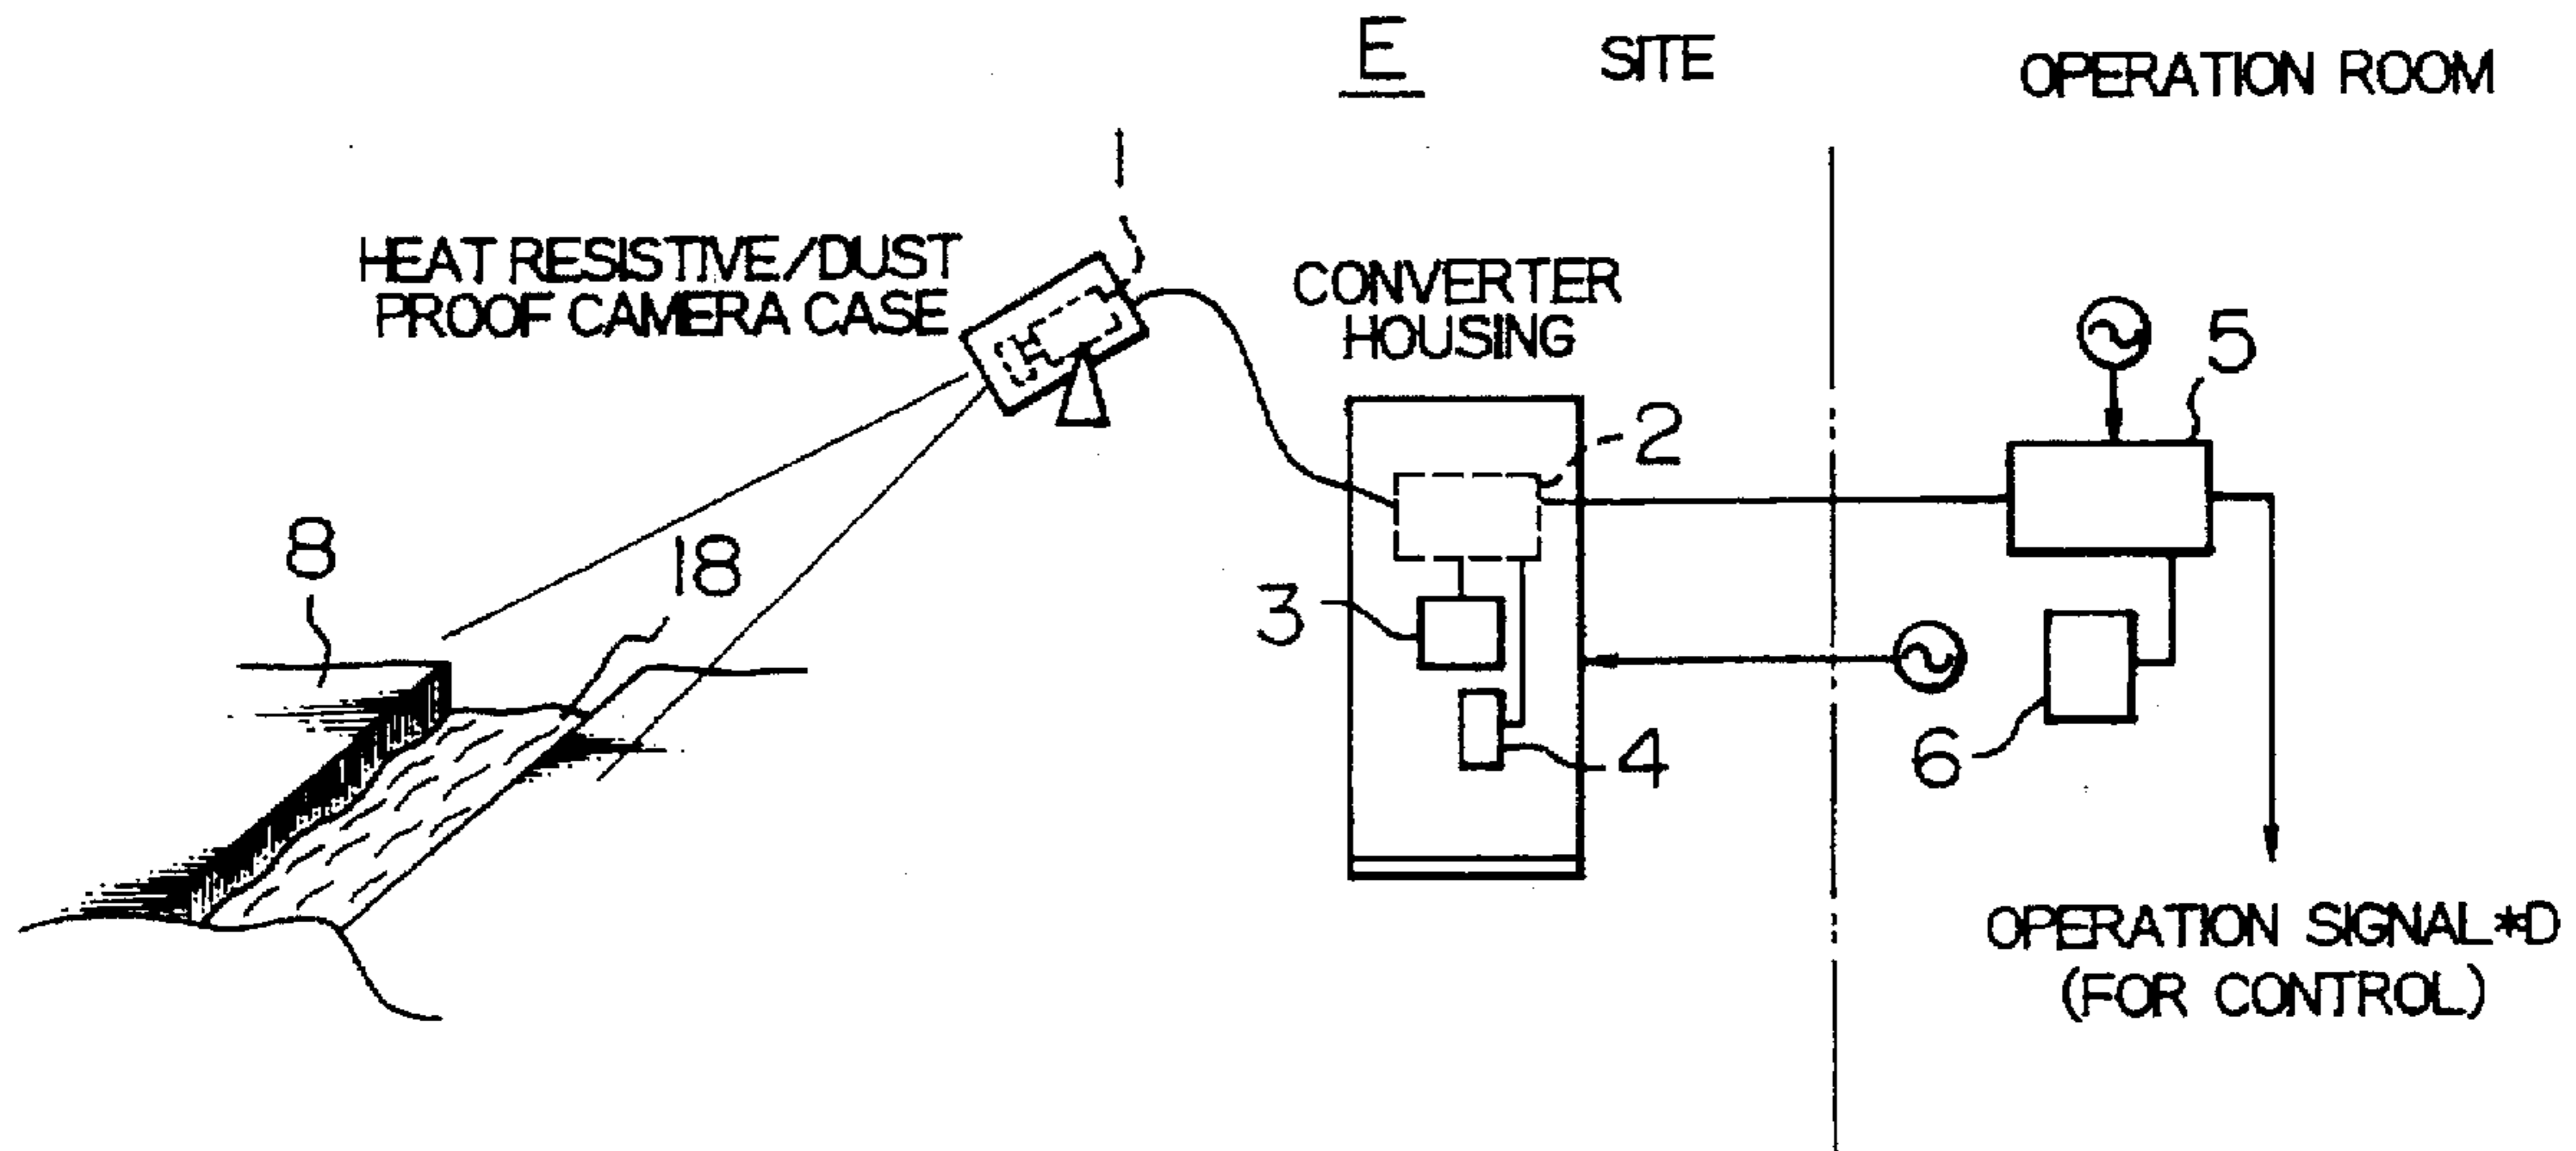 E
SITE
OPERATION ROOM
1
HEAT RESISTIVE/DUST
PROOF CAMERA CASE
CONVERTER
HOUSING
5
2
8
18
3
4
6
OPERATION SIGNAL*D
(FOR CONTROL)